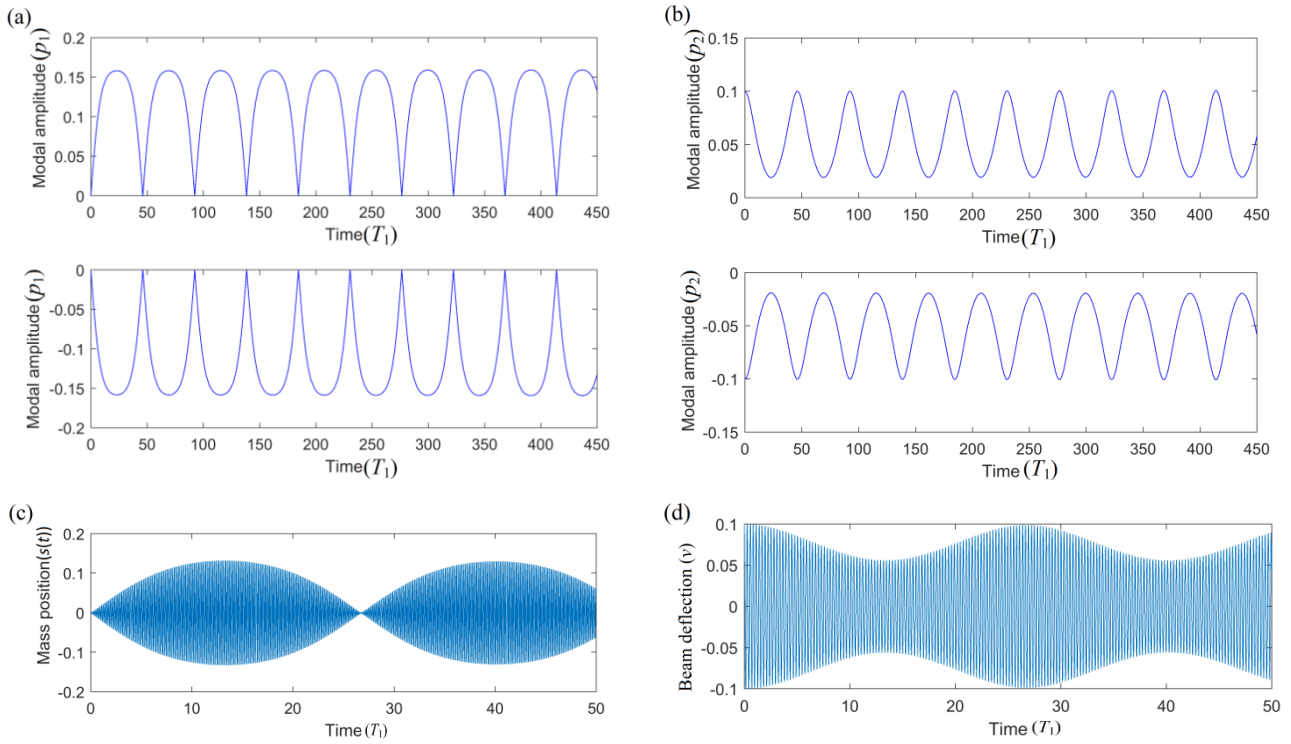 (a)
Modal amplitude(p₁)
0.2
0.15
0.1
0.05
0
0 50 100 150 200 250 300 350 400 450
Time(T₁)
Modal amplitude(p₁)
0
-0.05
-0.1
-0.15
-0.2
0 50 100 150 200 250 300 350 400 450
Time(T₁)
(b)
Modal amplitude(p₂)
0.15
0.1
0.05
0
0 50 100 150 200 250 300 350 400 450
Time (T₁)
Modal amplitude(p₂)
0
-0.05
-0.1
-0.15
0 50 100 150 200 250 300 350 400 450
Time (T₁)
(c)
Mass position(s(t))
0.2
0.1
0
-0.1
-0.2
0 10 20 30 40 50
Time(T₁)
(d)
Beam deflection (v)
0.1
0.05
0
-0.05
-0.1
0 10 20 30 40 50
Time (T₁)